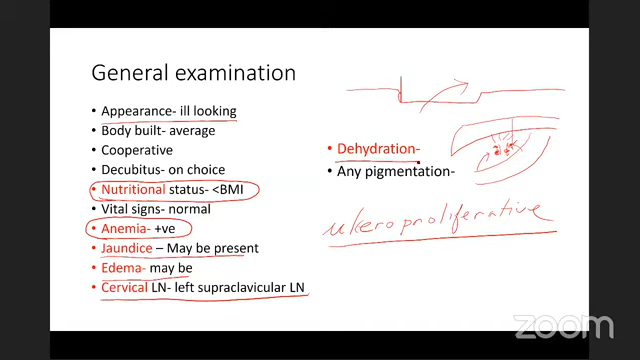 General examination
• Appearance- ill looking
• Body built- average
• Cooperative
• Decubitus- on choice
• Nutritional status- <BMI
• Vital signs- normal
• Anemia- +ve
• Jaundice – May be present
• Edema- may be
• Cervical LN- left supraclavicular LN
• Dehydration-
• Any pigmentation-
ulceroproliferative
zoom